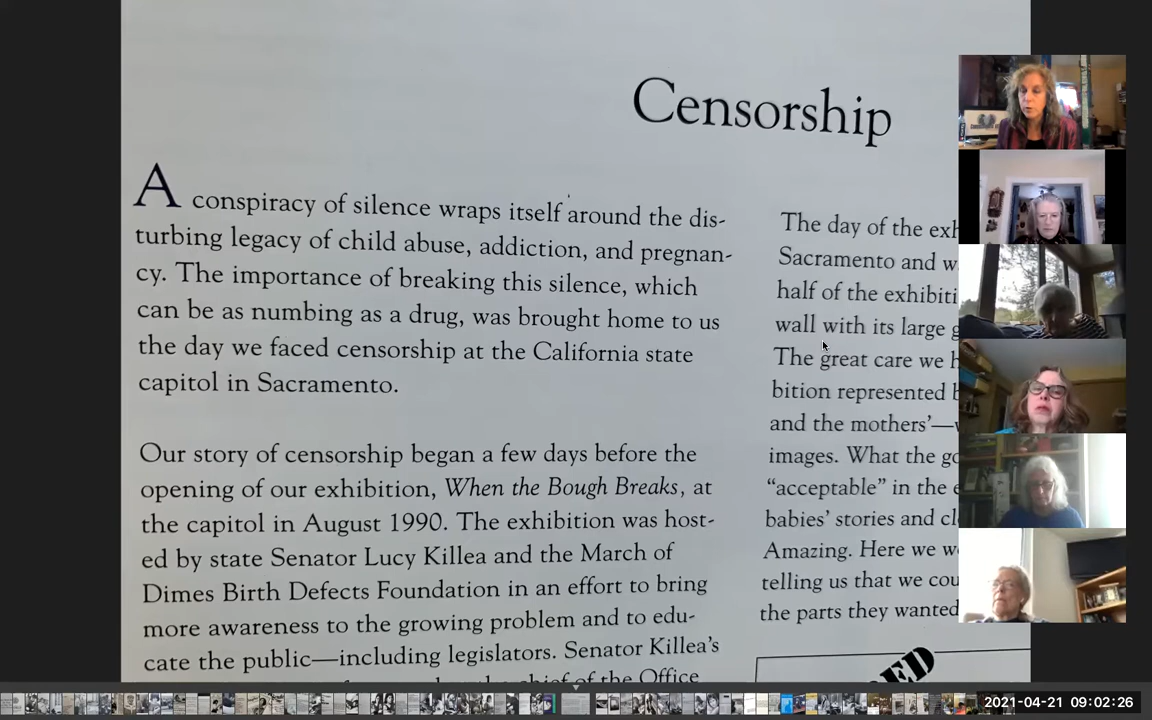 Censorship
A conspiracy of silence wraps itself around the dis-
turbing legacy of child abuse, addiction, and pregnan-
cy. The importance of breaking this silence, which
can be as numbing as a drug, was brought home to us
the day we faced censorship at the California state
capitol in Sacramento.
Our story of censorship began a few days before the
opening of our exhibition, When the Bough Breaks, at
the capitol in August 1990. The exhibition was host-
ed by state Senator Lucy Killea and the March of
Dimes Birth Defects Foundation in an effort to bring
more awareness to the growing problem and to edu-
cate the public—including legislators. Senator Killea's
chief of the Office
The day of the
Sacramento and
half of the
wall with its large
The great care we
bition represented
and the mothers'—
images. What the
"acceptable" in the
babies' stories and
Amazing. Here we
telling us that we
the parts they wanted
2021-04-21 09:02:26